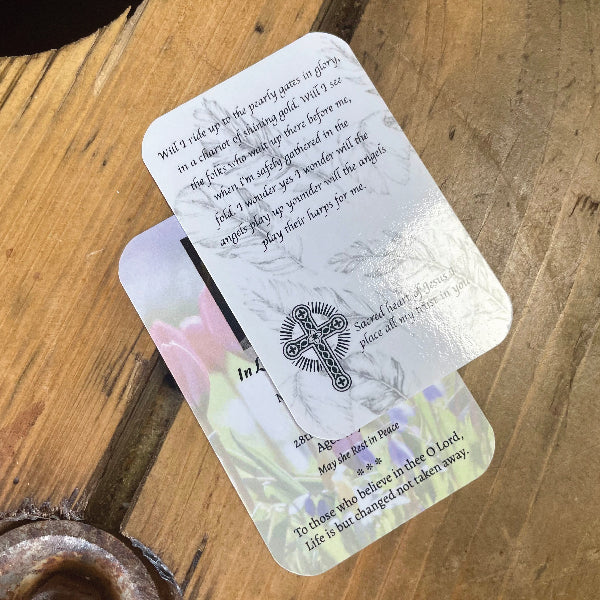 Will I ride up to the pearly gates in glory,
in a chariot of shining gold. Will I see
the folks who wait up there before me,
when i'm safely gathered in the
fold. I wonder yes I wonder will the
angels play up younder will the angels
play their harps for me.
Sacred heart of Jesus I
place all my trust in you
In L
28th
Age
May she Rest in Peace
***
To those who believe in thee O Lord,
Life is but changed not taken away.